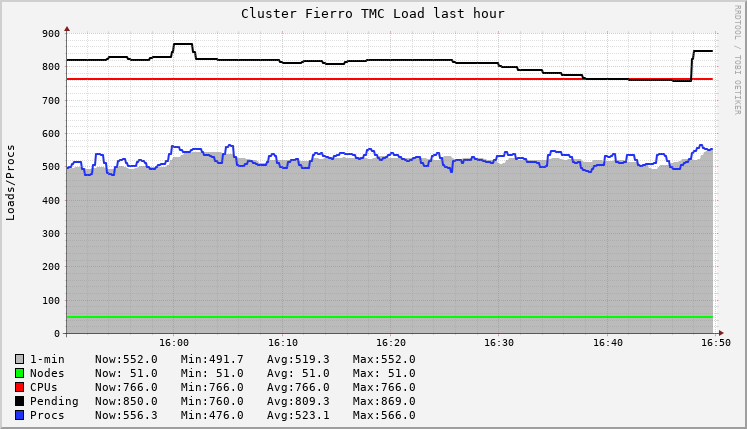 Cluster Fierro TMC Load last hour
RRDTOOL / TOBI OETIKER
Loads/Procs
900
800
700
600
500
400
300
200
100
0
16:00 16:10 16:20 16:30 16:40 16:50
1-min Now:552.0 Min:491.7 Avg:519.3 Max:552.0
Nodes Now: 51.0 Min: 51.0 Avg: 51.0 Max: 51.0
CPUs Now:766.0 Min:766.0 Avg:766.0 Max:766.0
Pending Now:850.0 Min:760.0 Avg:809.3 Max:869.0
Procs Now:556.3 Min:476.0 Avg:523.1 Max:566.0